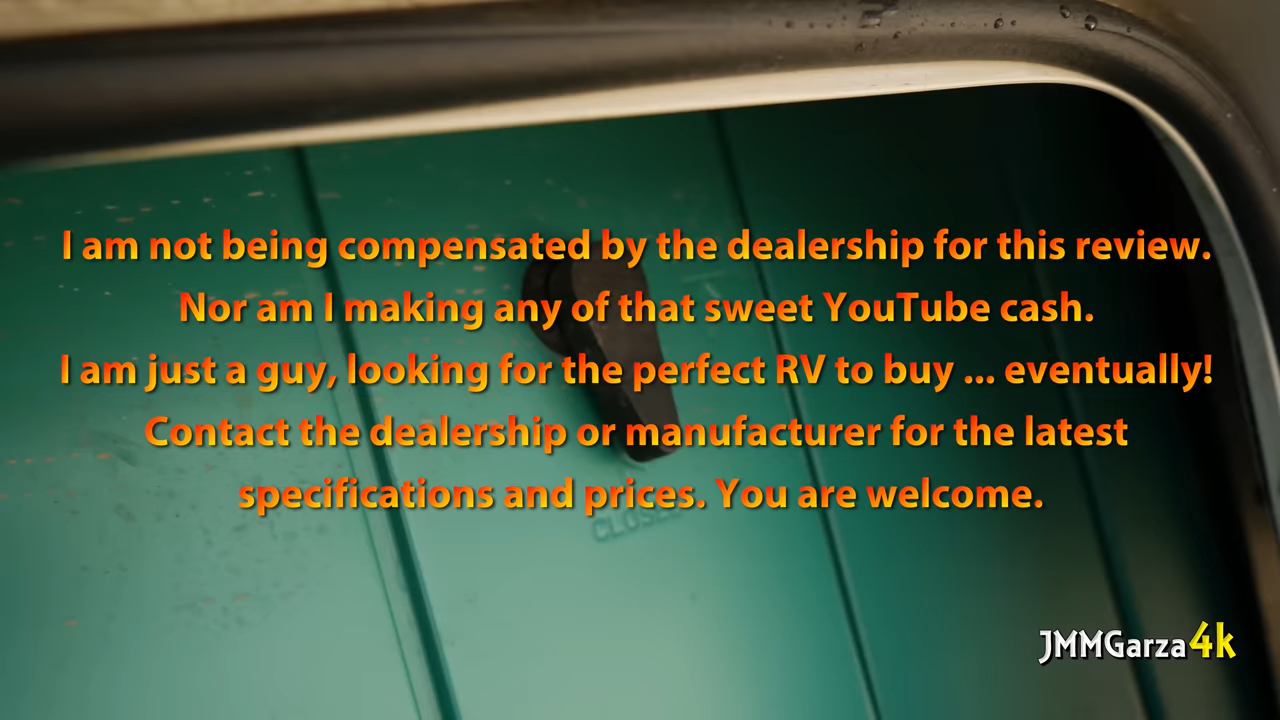 I am not being compensated by the dealership for this review.
Nor am I making any of that sweet YouTube cash.
I am just a guy, looking for the perfect RV to buy ... eventually!
Contact the dealership or manufacturer for the latest
specifications and prices. You are welcome.
CLOSE
JMMGarza4k